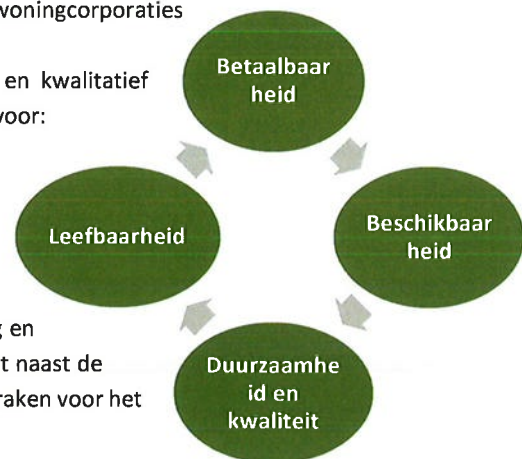 woningcorporaties
en kwalitatief
voor:
Betaalbaar
heid
Beschikbaar
heid
Duurzaamhe
id en
kwaliteit
Leefbaarheid
en
t naast de
raken voor het